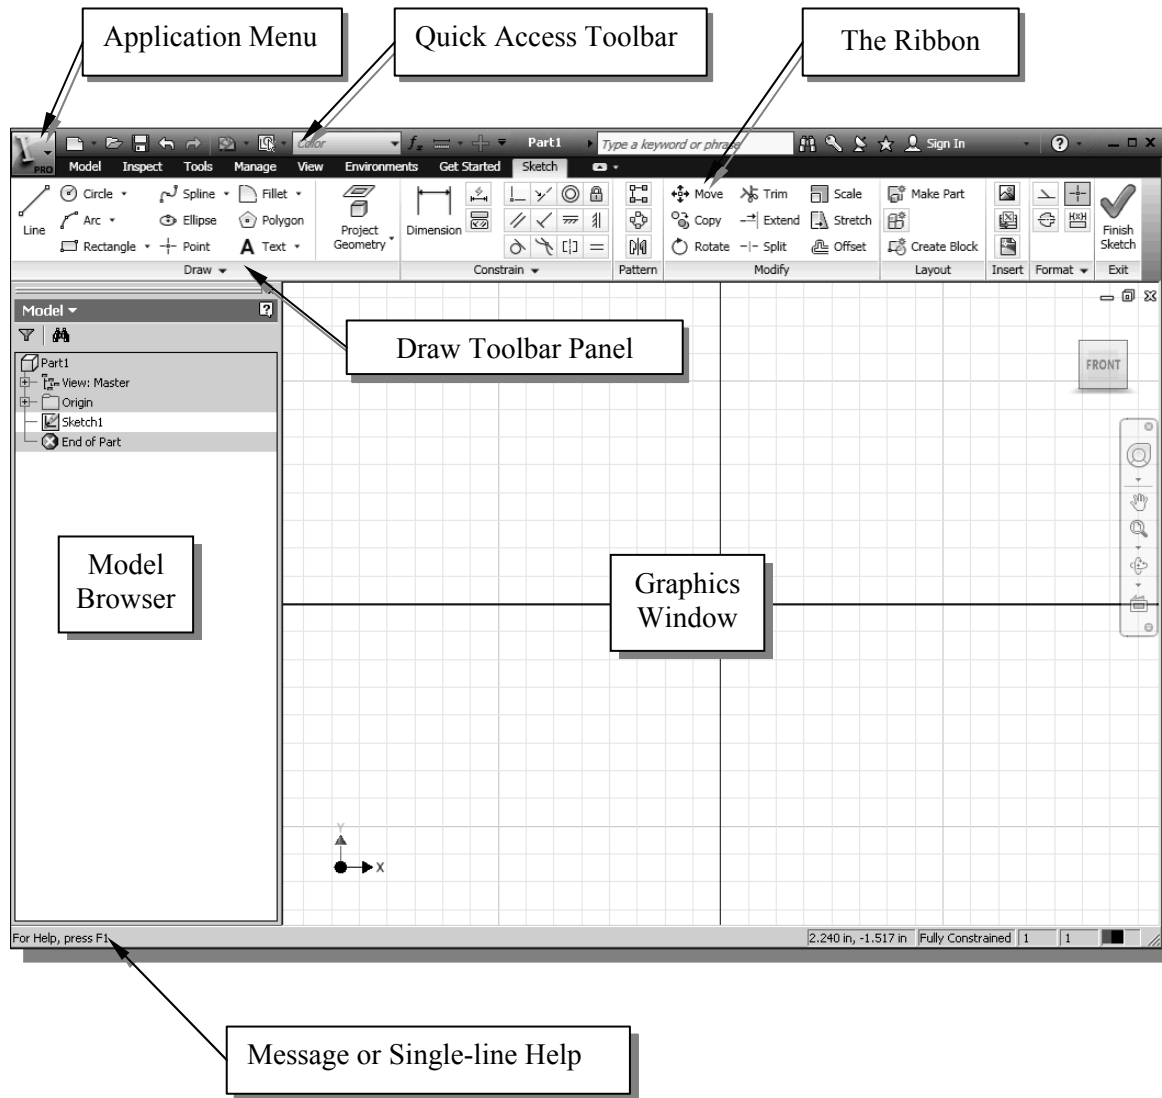 Application Menu
Quick Access Toolbar
The Ribbon
PRO
Color
Part1
Type a keyword or phrase
Sign In
Model Inspect Tools Manage View Environments Get Started Sketch
Line
Circle
Arc
Rectangle
Spline
Ellipse
Point
Fillet
Polygon
A Text
Project
Geometry
Dimension
Move
Copy
Rotate
Trim
Extend
Split
Scale
Stretch
Offset
Make Part
Create Block
Finish
Sketch
Draw
Constrain
Pattern
Modify
Layout
Insert
Format
Exit
Model
Draw Toolbar Panel
Part1
View: Master
Origin
Sketch1
End of Part
FRONT
Model
Browser
Graphics
Window
Y
X
For Help, press F1
2.240 in, -1.517 in Fully Constrained 1 1
Message or Single-line Help